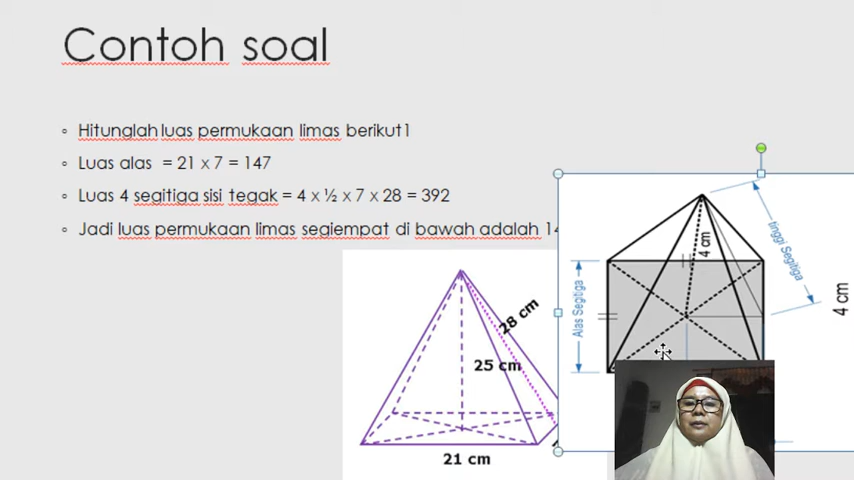 Contoh soal
Hitunglah luas permukaan limas berikut1
Luas alas = 21 x 7 = 147
Luas 4 segitiga sisi tegak = 4 x ½ x 7 x 28 = 392
Jadi luas permukaan limas segiempat di bawah adalah
28 cm
25 cm
21 cm
tinggi Segitiga
4 cm
Alas Segitiga
4 cm